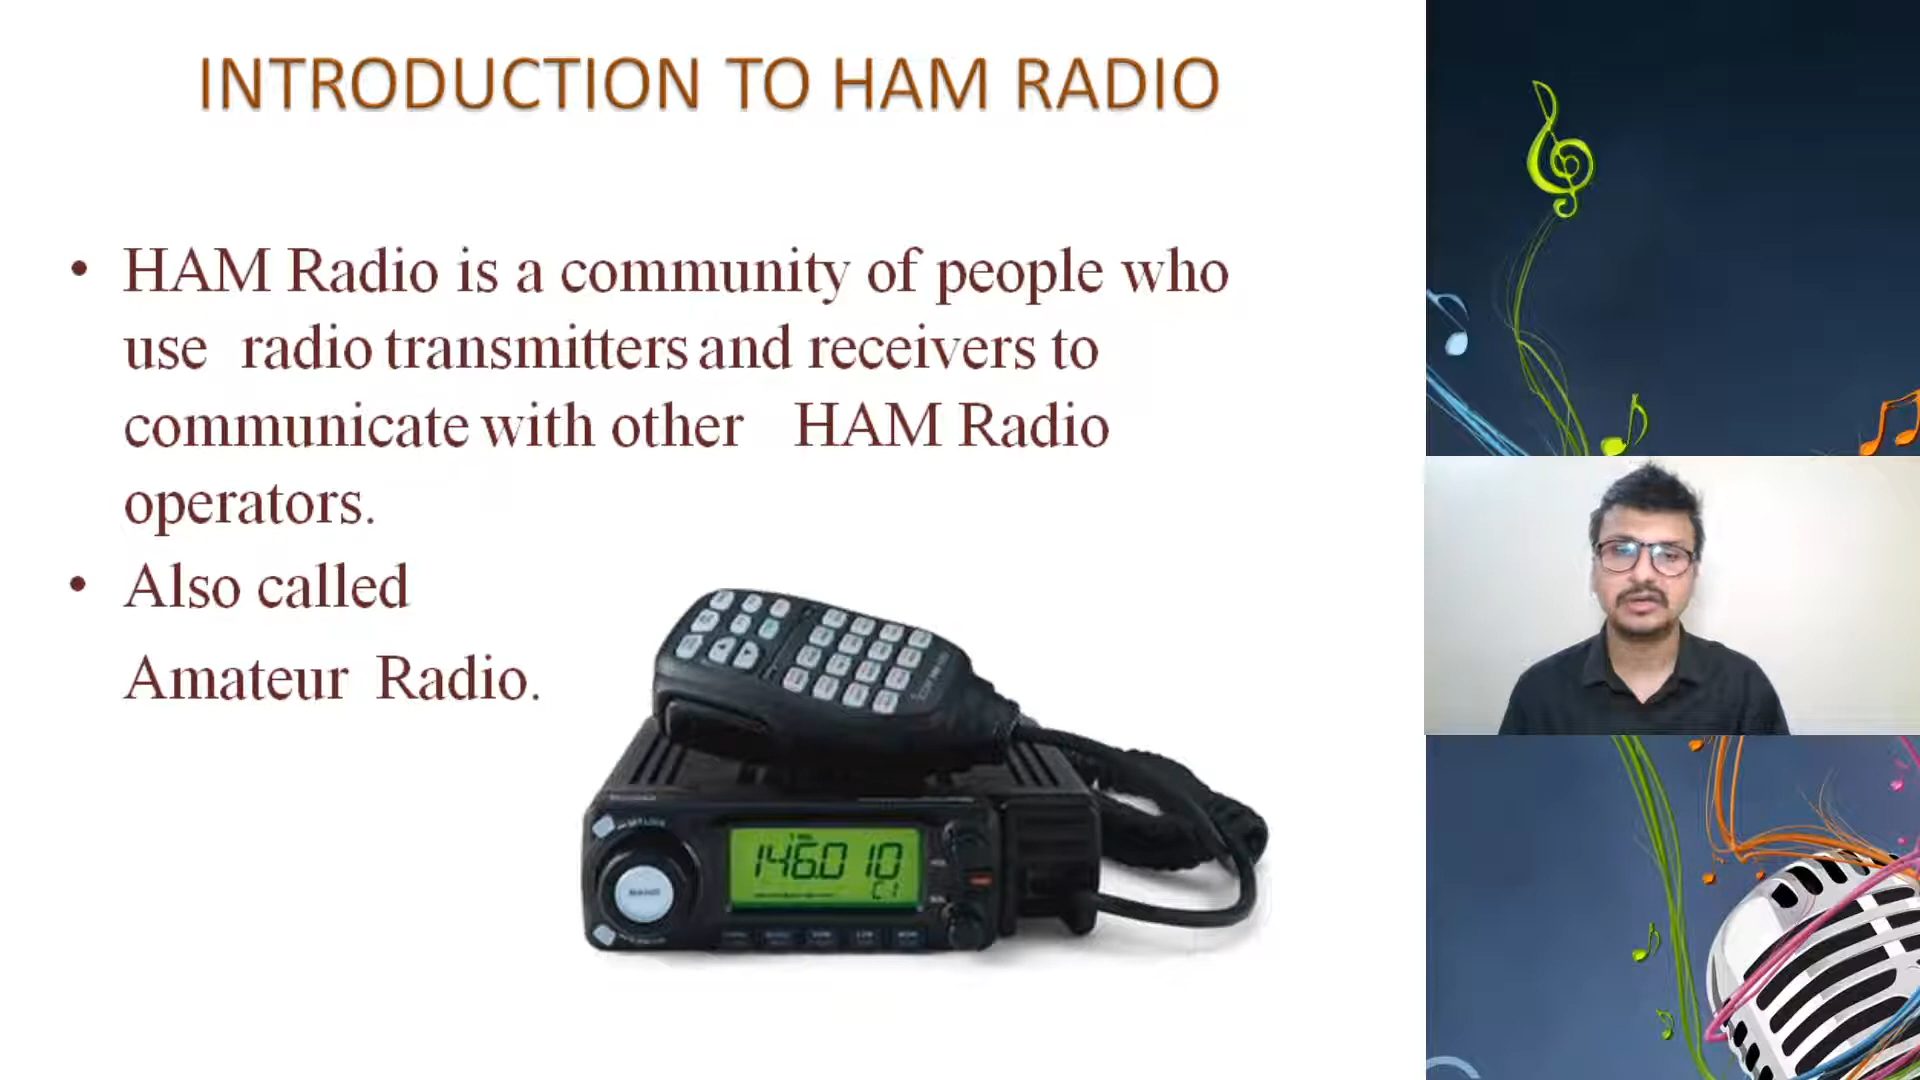 INTRODUCTION TO HAM RADIO
• HAM Radio is a community of people who
use radio transmitters and receivers to
communicate with other HAM Radio
operators.
• Also called
Amateur Radio.
146.010
C1